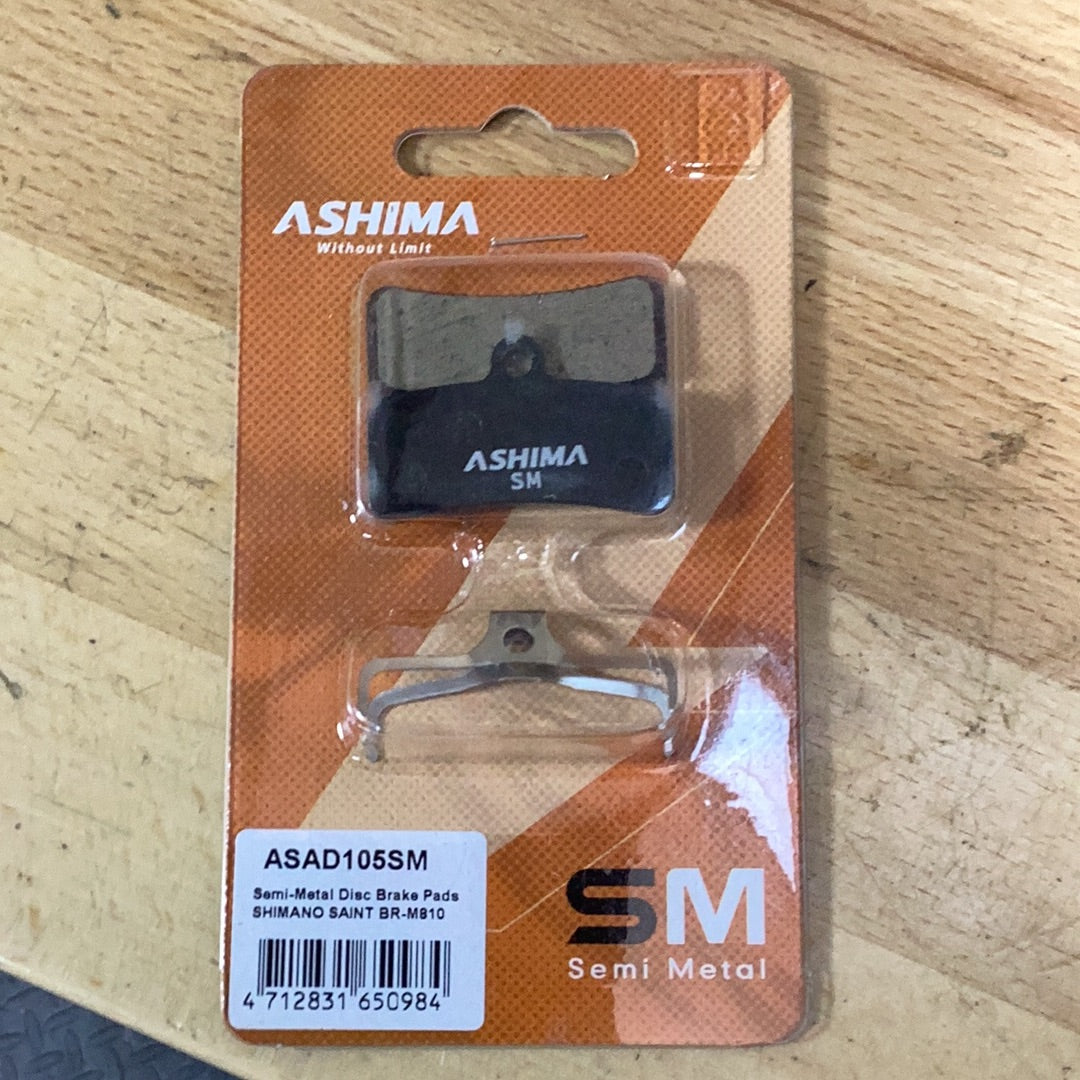 ASHIMA
Without Limit
ASHIMA
SM
ASAD105SM
Semi-Metal Disc Brake Pads
SHIMANO SAINT BR-M810
4 712831 650984
SM
Semi Metal